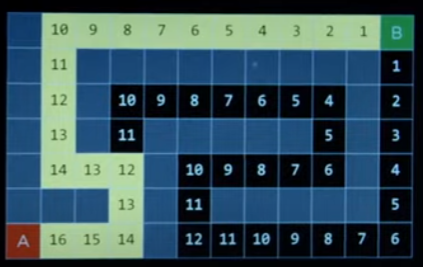 10 9 8 7 6 5 4 3 2 1 B
11 1
12 10 9 8 7 6 5 4 2
13 11 5 3
14 13 12 10 9 8 7 6 4
13 11 5
A 16 15 14 12 11 10 9 8 7 6